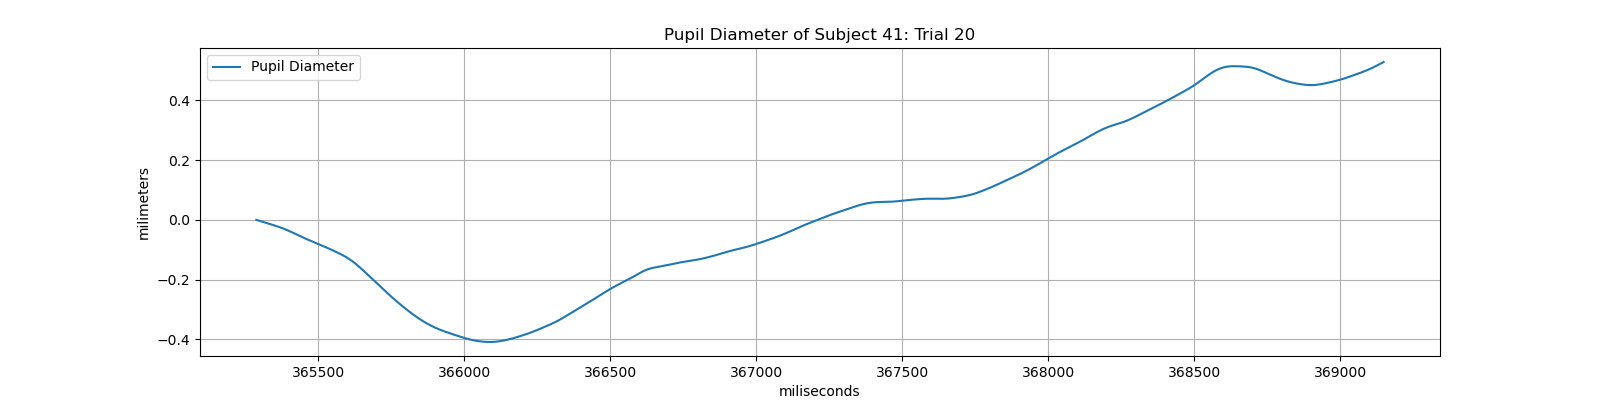 Pupil Diameter of Subject 41: Trial 20
Pupil Diameter
milimeters
0.4
0.2
0.0
−0.2
−0.4
365500 366000 366500 367000 367500 368000 368500 369000
miliseconds